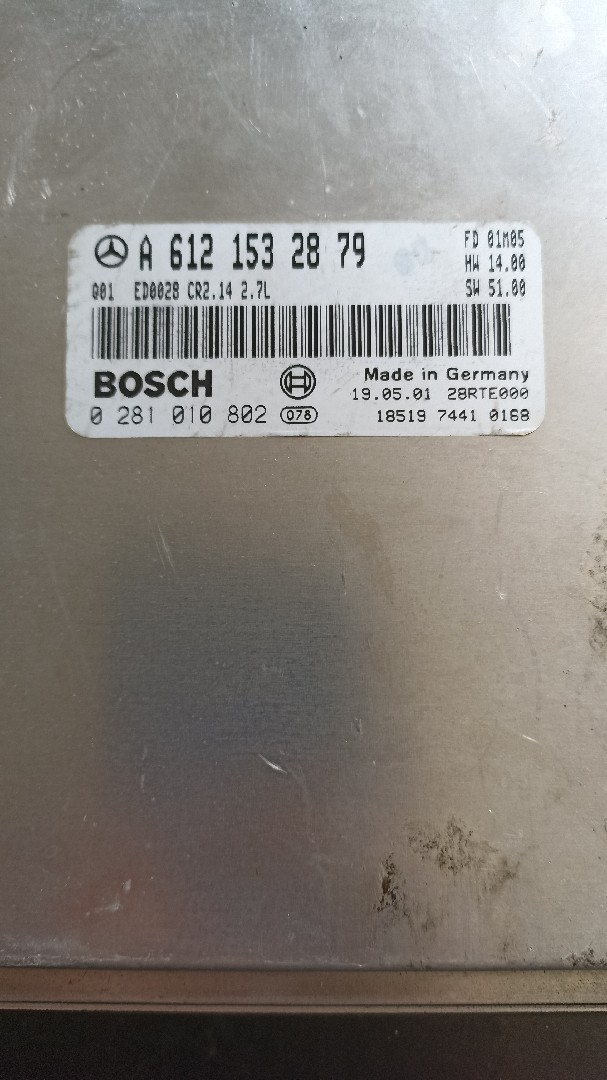 A 612 153 28 79
FD 01M05
HW 14.00
Q01 ED0028 CR2.14 2.7L
SW 51.00
BOSCH
Made in Germany
19.05.01 28RTE000
0 281 010 802 078
18519 7441 0168